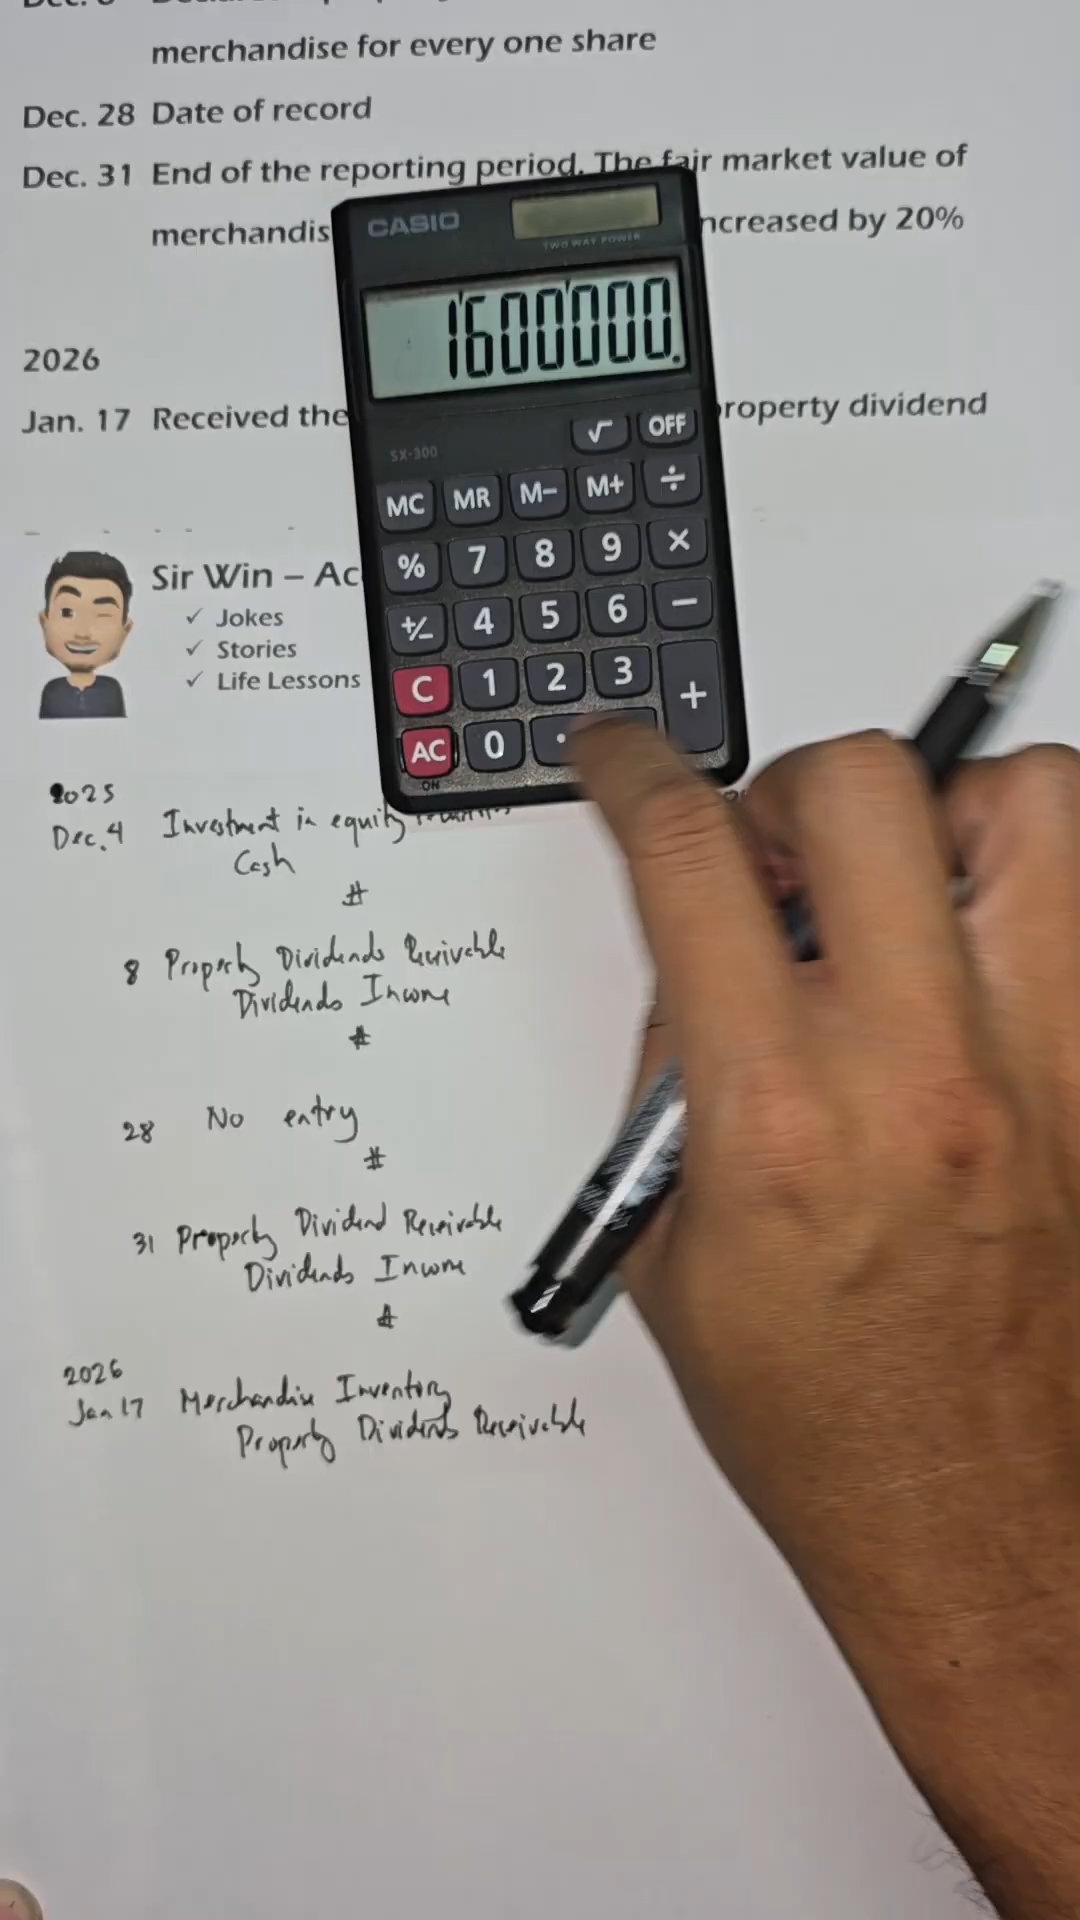 merchandise for every one share
Dec. 28 Date of record
Dec. 31 End of the reporting period. The fair market value of
merchandis ncreased by 20%
2026
Jan. 17 Received the roperty dividend
CASIO
TWO WAY POWER
1'600'000.
SX-300
√ OFF
MC MR M− M+ ÷
% 7 8 9 ×
+/− 4 5 6 −
C 1 2 3 +
AC 0 ·
ON
Sir Win – Ac
✓ Jokes
✓ Stories
✓ Life Lessons
2025
Dec. 4 Investment in equity
Cash
#
8 Property Dividends Receivable
Dividends Income
#
28 No entry
#
31 Property Dividend Receivable
Dividends Income
#
2026
Jan 17 Merchandise Inventory
Property Dividends Receivable